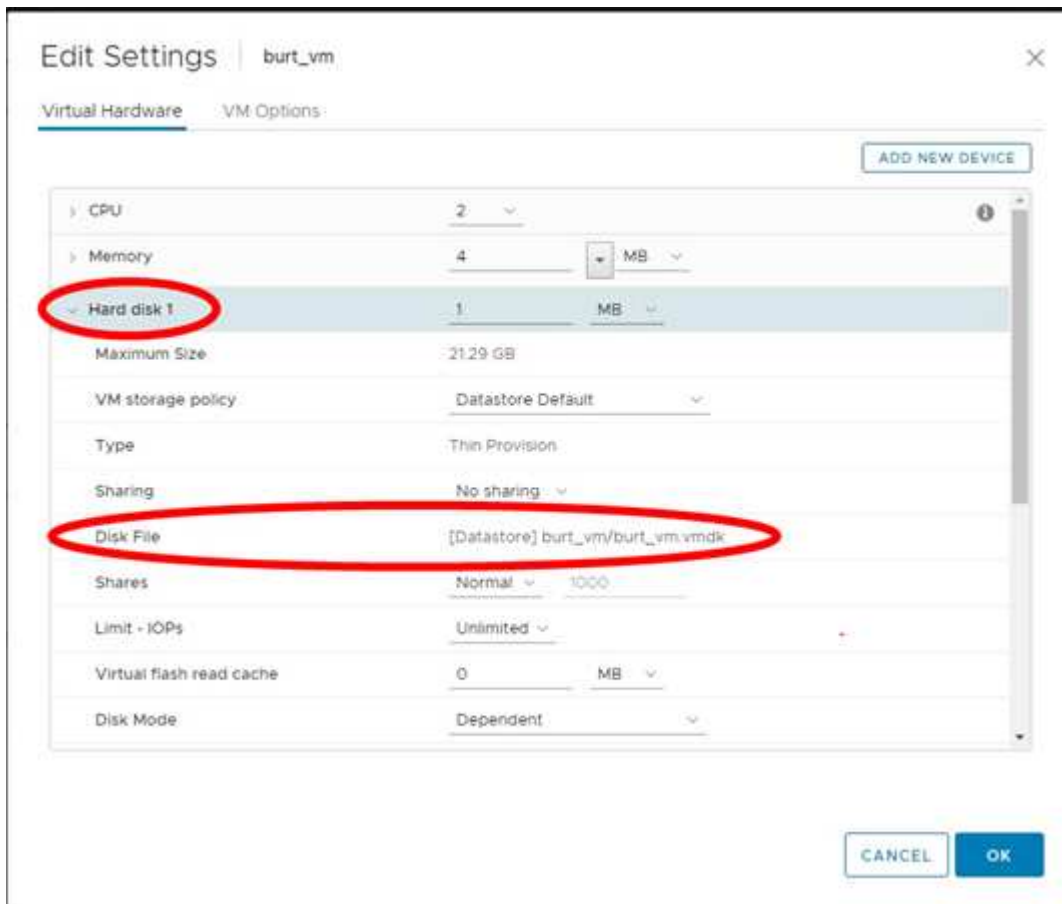 Edit Settings burt_vm
Virtual Hardware VM Options
ADD NEW DEVICE
CPU 2
Memory 4 MB
Hard disk 1 1 MB
Maximum Size 21.29 GB
VM storage policy Datastore Default
Type Thin Provision
Sharing No sharing
Disk File [Datastore] burt_vm/burt_vm.vmdk
Shares Normal 1000
Limit - IOPs Unlimited
Virtual flash read cache 0 MB
Disk Mode Dependent
CANCEL OK